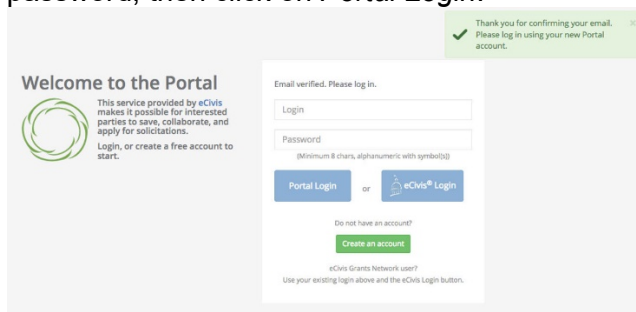 password, then click on Portal Login.
Thank you for confirming your email.
Please log in using your new Portal
account.
Welcome to the Portal
This service provided by eCivis
makes it possible for interested
parties to save, collaborate, and
apply for solicitations.
Login, or create a free account to
start.
Email verified. Please log in.
Login
Password
(Minimum 8 chars, alphanumeric with symbol(s))
Portal Login or eCivis® Login
Do not have an account?
Create an account
eCivis Grants Network user?
Use your existing login above and the eCivis Login button.